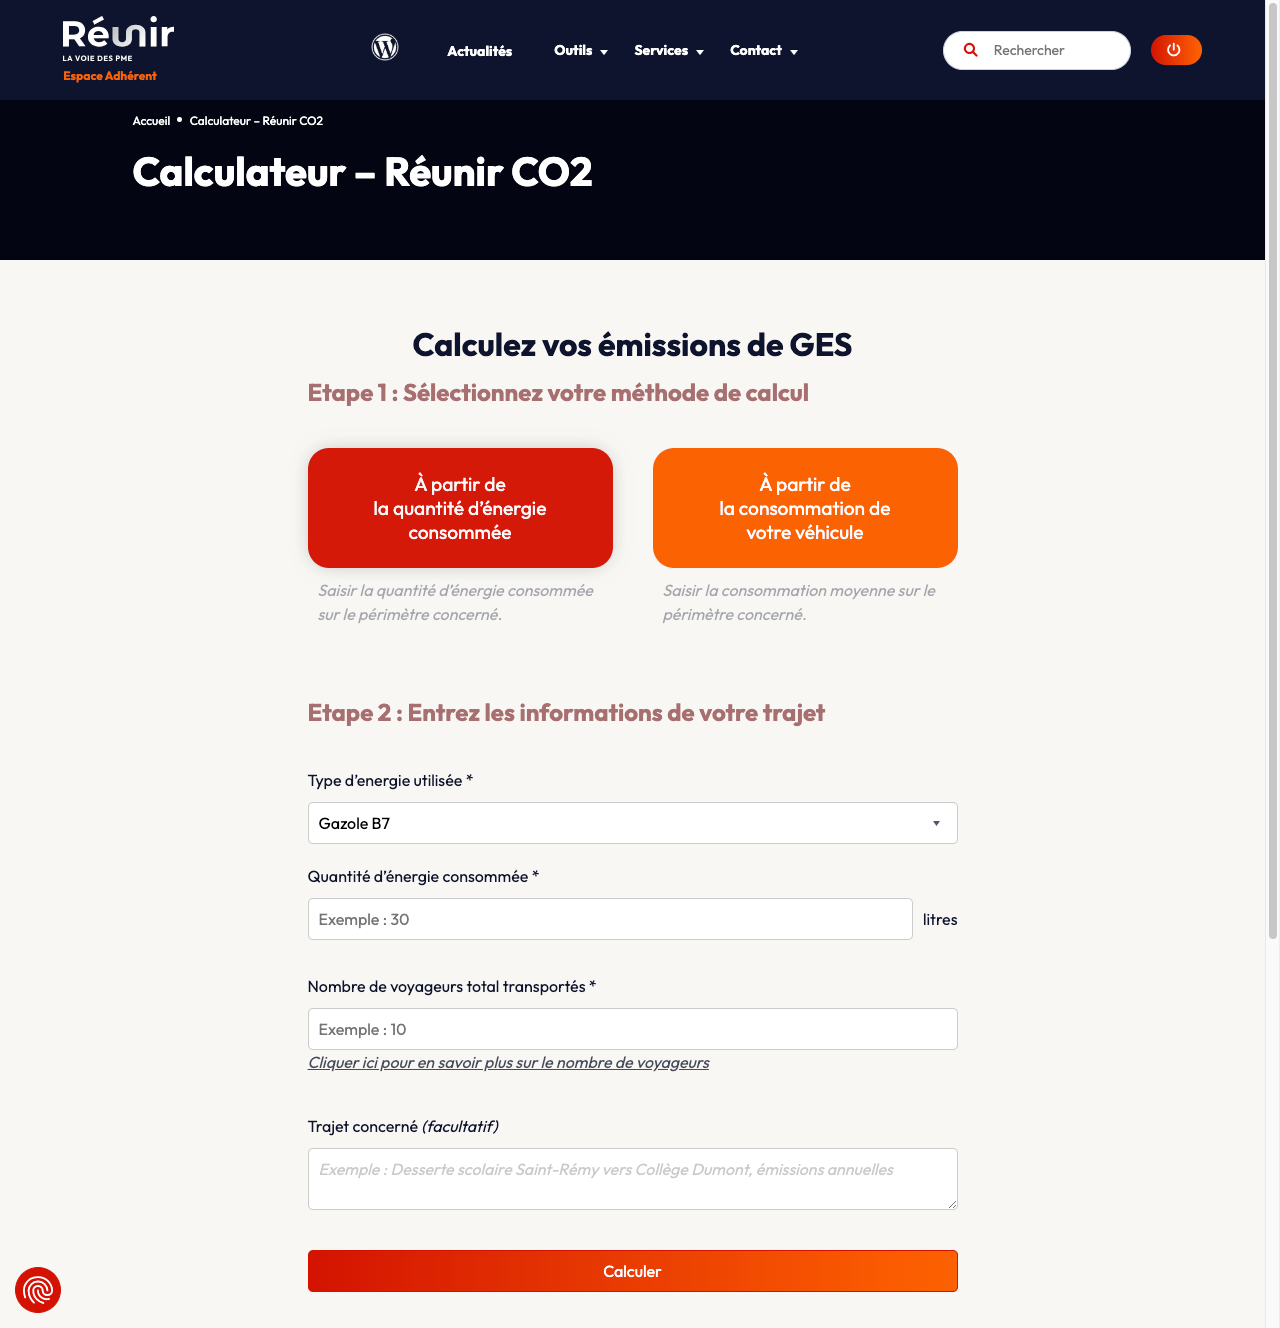 Réunir
LA VOIE DES PME
Espace Adhérent
Actualités
Outils
Services
Contact
Rechercher
Accueil • Calculateur – Réunir CO2
Calculateur – Réunir CO2
Calculez vos émissions de GES
Etape 1 : Sélectionnez votre méthode de calcul
À partir de
la quantité d’énergie
consommée
À partir de
la consommation de
votre véhicule
Saisir la quantité d’énergie consommée
sur le périmètre concerné.
Saisir la consommation moyenne sur le
périmètre concerné.
Etape 2 : Entrez les informations de votre trajet
Type d’energie utilisée *
Gazole B7
Quantité d’énergie consommée *
Exemple : 30
litres
Nombre de voyageurs total transportés *
Exemple : 10
Cliquer ici pour en savoir plus sur le nombre de voyageurs
Trajet concerné (facultatif)
Exemple : Desserte scolaire Saint-Rémy vers Collège Dumont, émissions annuelles
Calculer